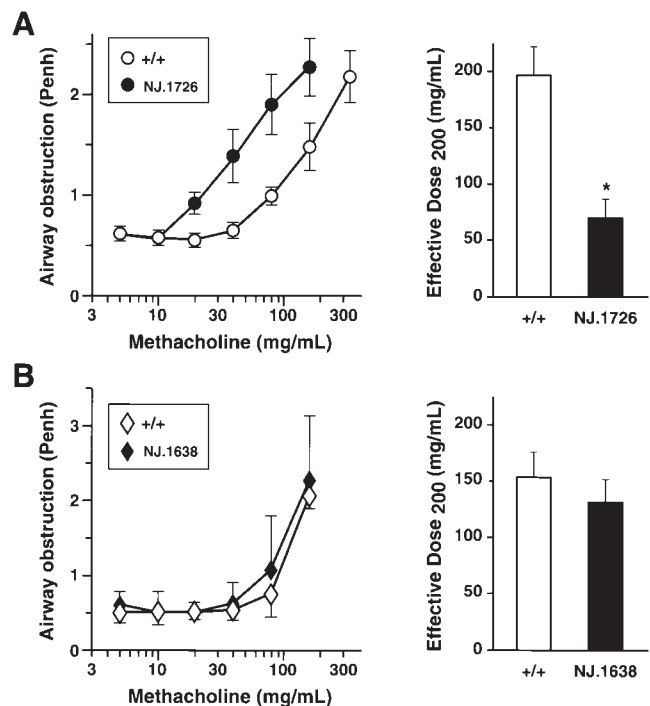 A
Airway obstruction (Penh)
2
1
0
+/+
NJ.1726
3
10
30
100
300
Methacholine (mg/mL)
Effective Dose 200 (mg/mL)
200
150
100
50
0
*
+/+
NJ.1726
B
Airway obstruction (Penh)
3
2
1
0
+/+
NJ.1638
3
10
30
100
300
Methacholine (mg/mL)
Effective Dose 200 (mg/mL)
200
150
100
50
0
+/+
NJ.1638